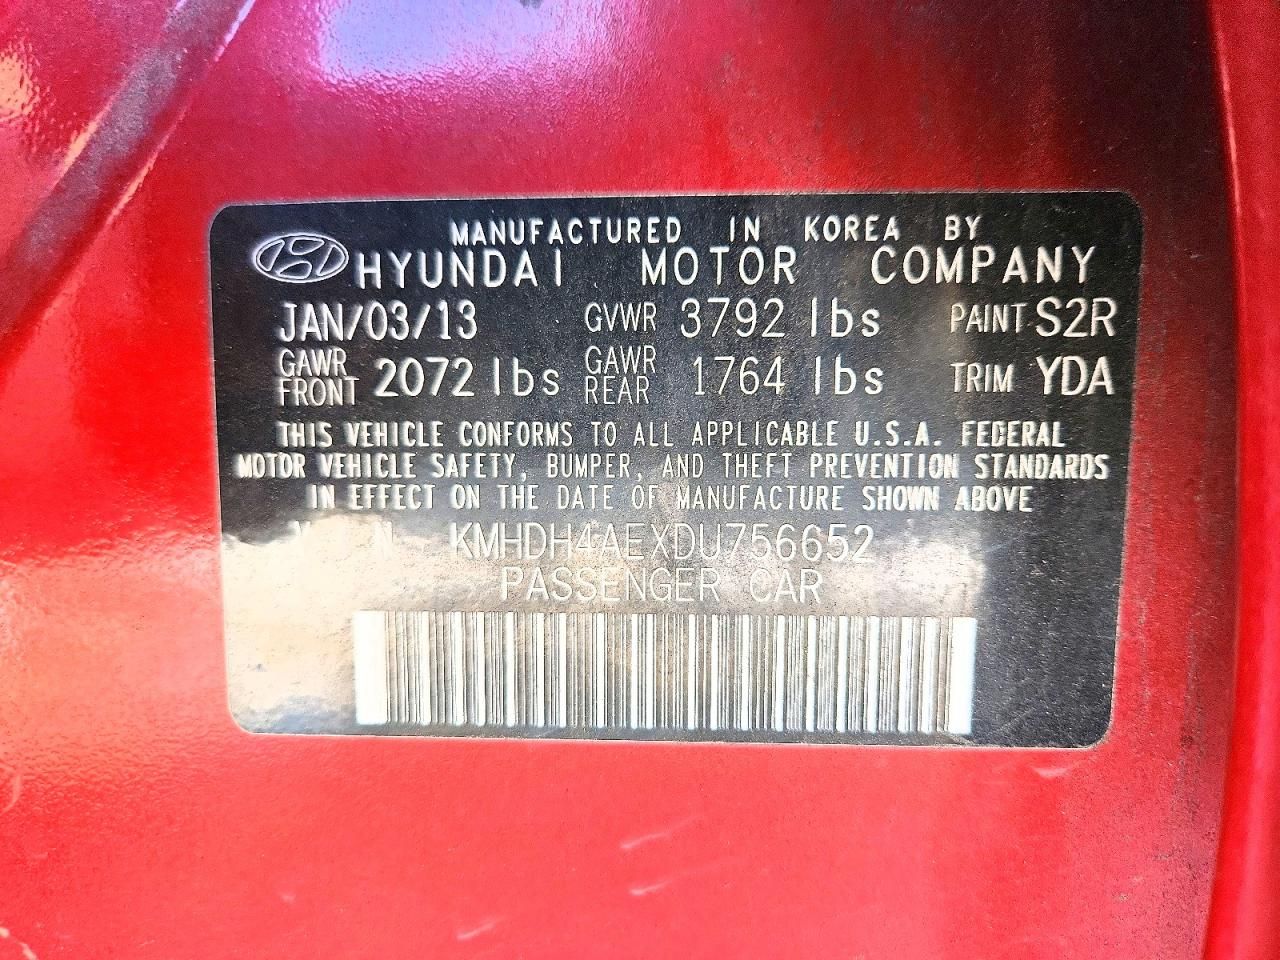 MANUFACTURED IN KOREA BY
HYUNDAI MOTOR COMPANY
JAN/03/13 GVWR 3792 lbs PAINT S2R
GAWR FRONT 2072 lbs GAWR REAR 1764 lbs TRIM YDA
THIS VEHICLE CONFORMS TO ALL APPLICABLE U.S.A. FEDERAL
MOTOR VEHICLE SAFETY, BUMPER, AND THEFT PREVENTION STANDARDS
IN EFFECT ON THE DATE OF MANUFACTURE SHOWN ABOVE
V I N KMHDH4AEXDU756652
PASSENGER CAR